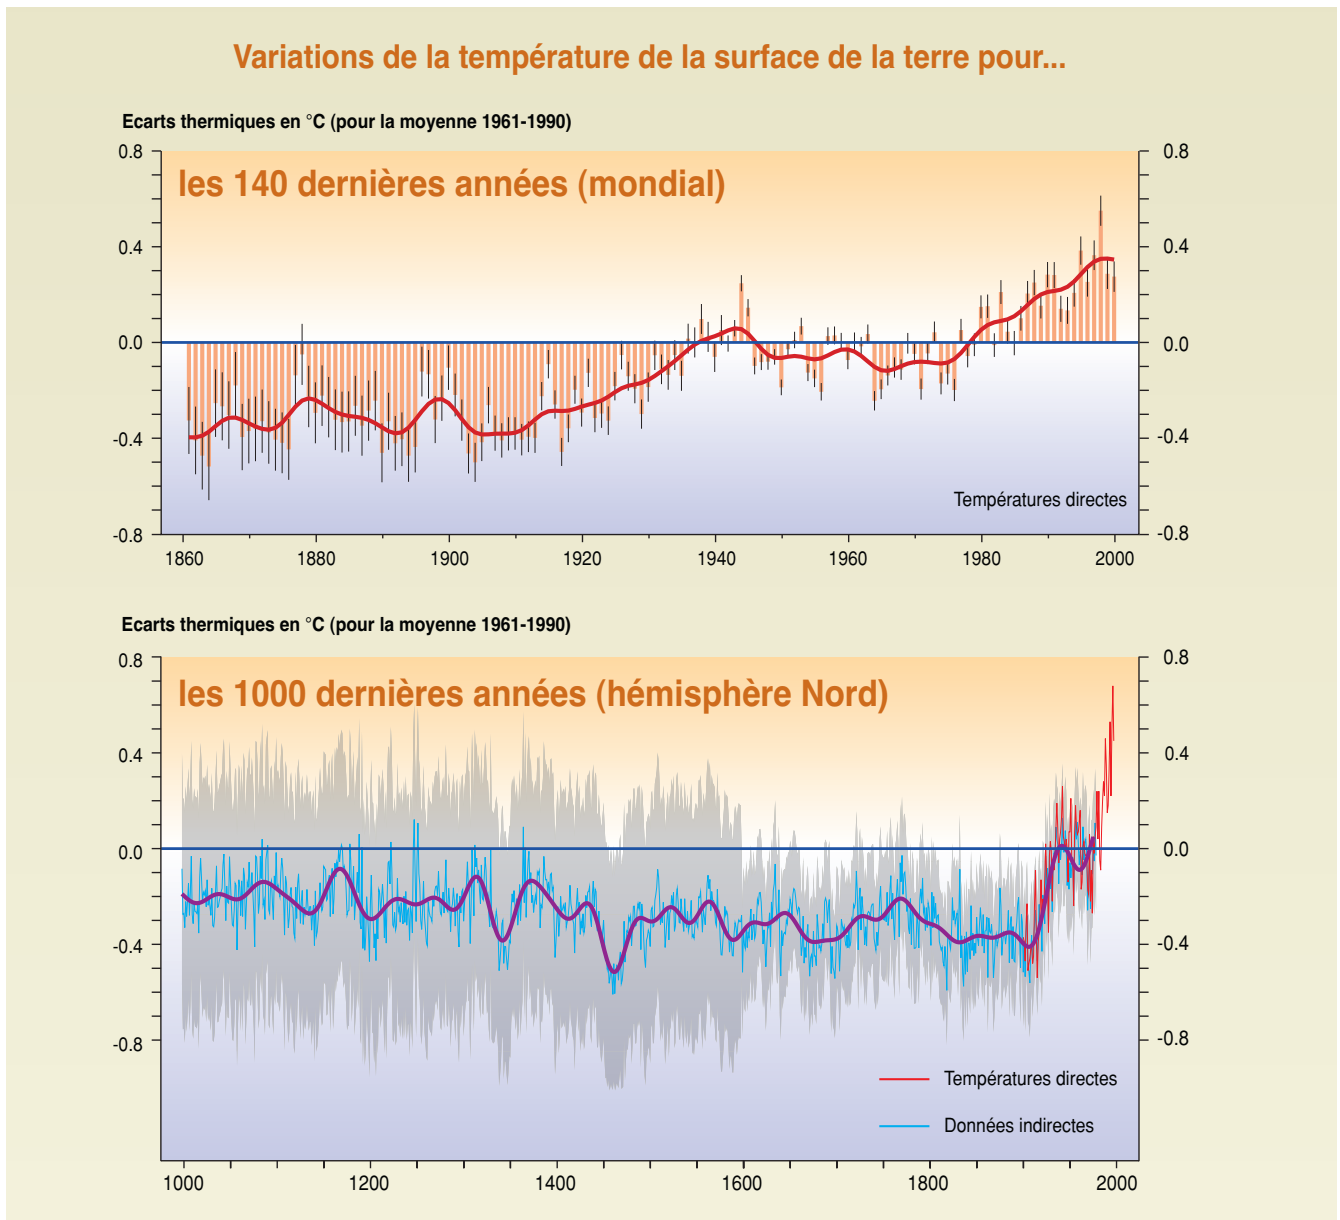 Variations de la température de la surface de la terre pour...
Ecarts thermiques en °C (pour la moyenne 1961-1990)
les 140 dernières années (mondial)
0.8 0.8
0.4 0.4
0.0 0.0
-0.4 -0.4
Températures directes
-0.8 -0.8
1860 1880 1900 1920 1940 1960 1980 2000
Ecarts thermiques en °C (pour la moyenne 1961-1990)
0.8 0.8
les 1000 dernières années (hémisphère Nord)
0.4 0.4
0.0 0.0
-0.4 -0.4
-0.8 -0.8
Températures directes
Données indirectes
1000 1200 1400 1600 1800 2000